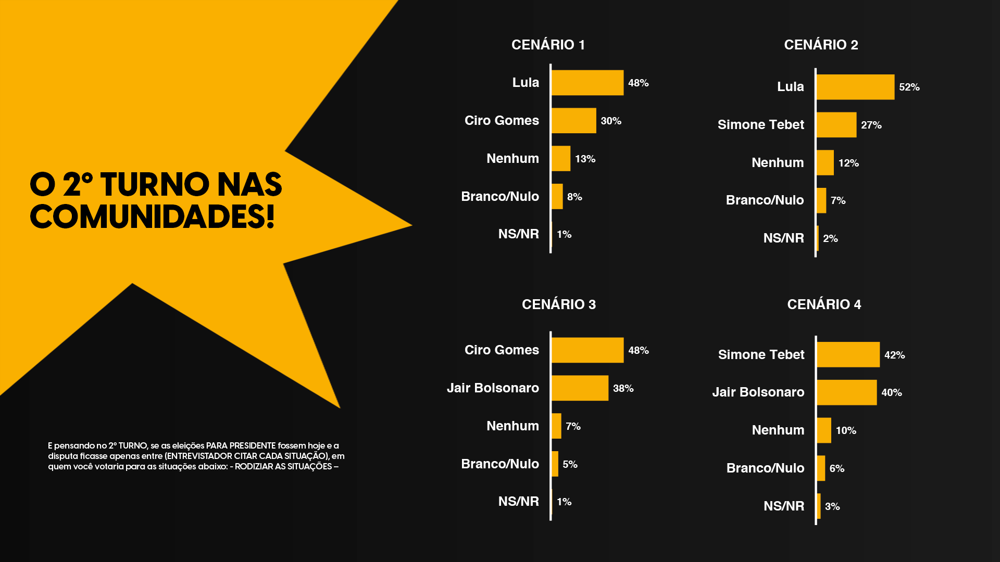 O 2º TURNO NAS
COMUNIDADES!
E pensando no 2º TURNO, se as eleições PARA PRESIDENTE fossem hoje e a
disputa ficasse apenas entre (ENTREVISTADOR CITAR CADA SITUAÇÃO), em
quem você votaria para as situações abaixo: - RODIZIAR AS SITUAÇÕES –
CENÁRIO 1
Lula 48%
Ciro Gomes 30%
Nenhum 13%
Branco/Nulo 8%
NS/NR 1%
CENÁRIO 2
Lula 52%
Simone Tebet 27%
Nenhum 12%
Branco/Nulo 7%
NS/NR 2%
CENÁRIO 3
Ciro Gomes 48%
Jair Bolsonaro 38%
Nenhum 7%
Branco/Nulo 5%
NS/NR 1%
CENÁRIO 4
Simone Tebet 42%
Jair Bolsonaro 40%
Nenhum 10%
Branco/Nulo 6%
NS/NR 3%